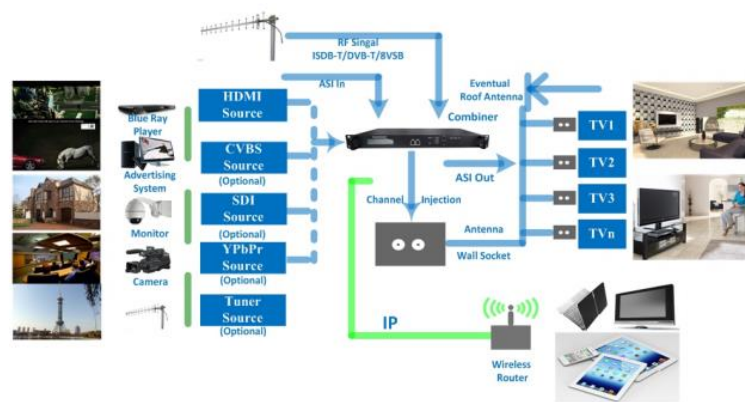 RF Singal
ISDB-T/DVB-T/8VSB
ASI In
Eventual
Roof Antenna
Combiner
Blue Ray
Player
HDMI
Source
Advertising
System
CVBS
Source
(Optional)
Monitor
SDI
Source
(Optional)
Camera
YPbPr
Source
(Optional)
Tuner
Source
(Optional)
Channel Injection
ASI Out
Antenna
Wall Socket
TV1
TV2
TV3
TVn
IP
Wireless
Router